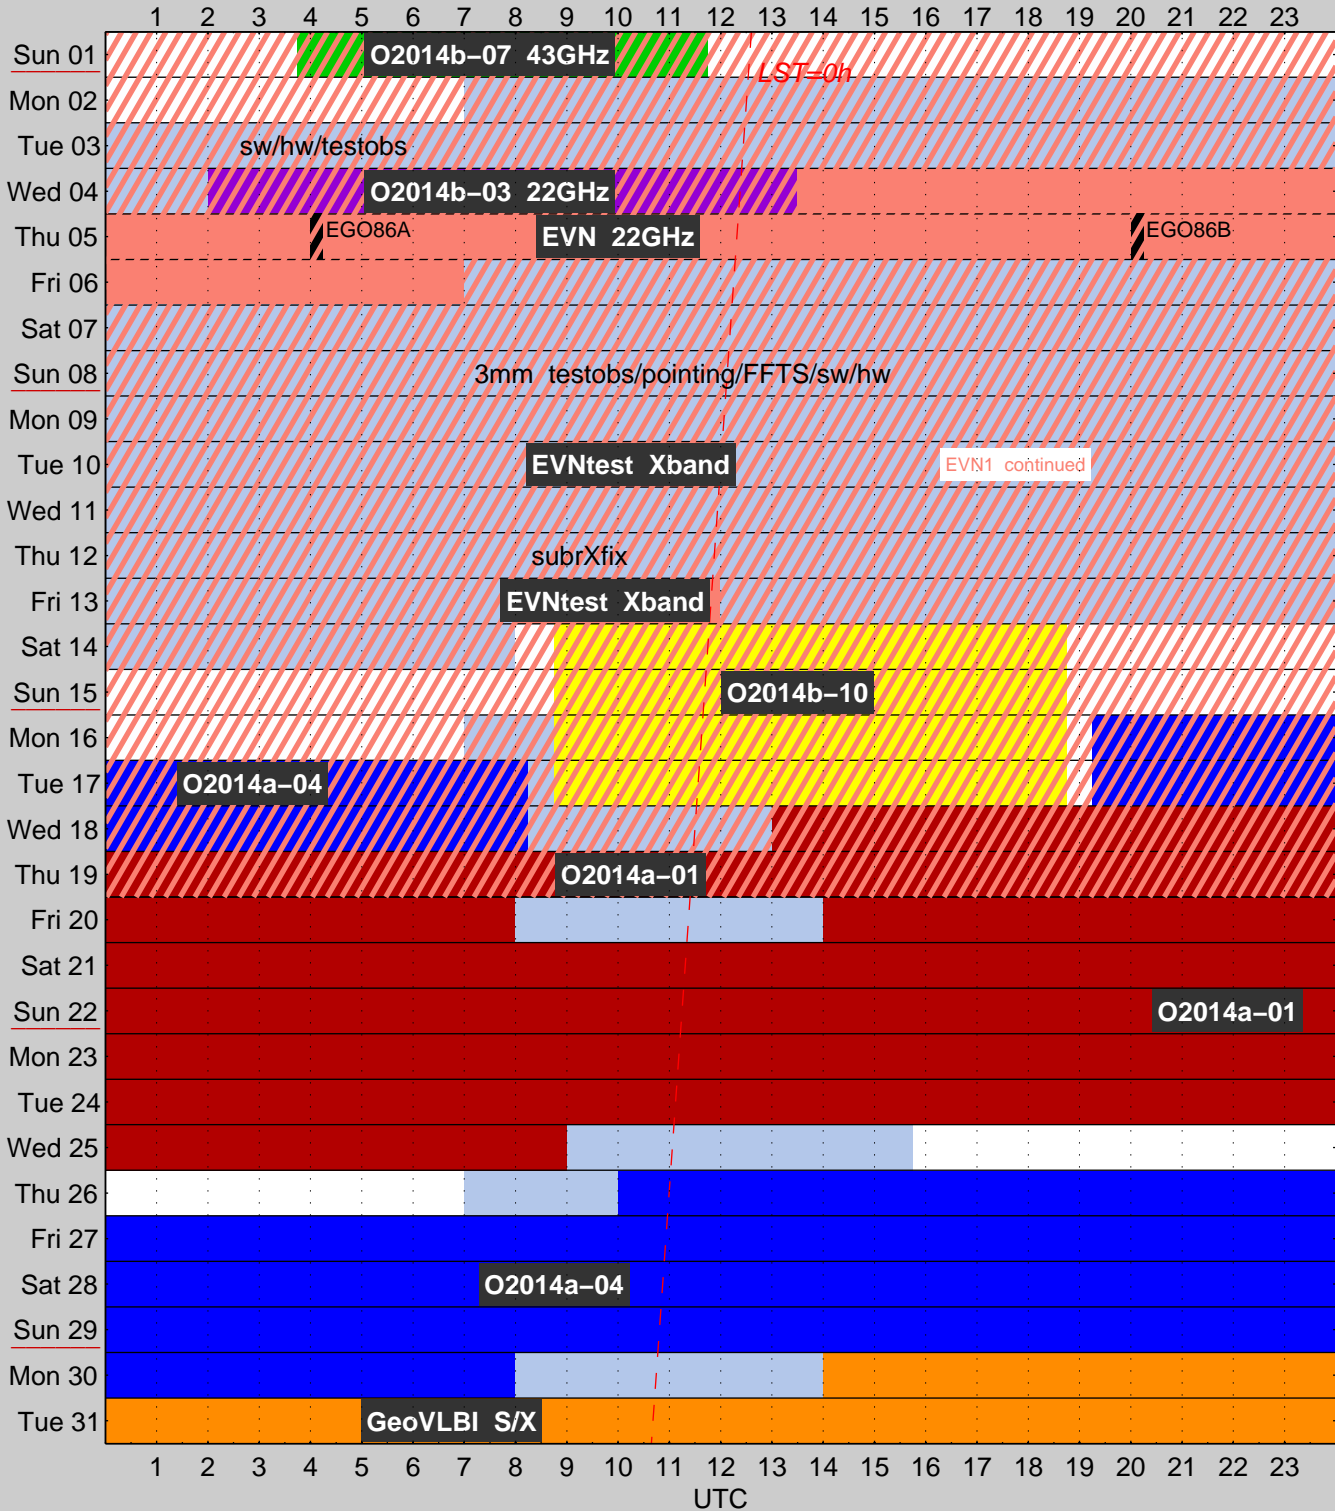 1 2 3 4 5 6 7 8 9 10 11 12 13 14 15 16 17 18 19 20 21 22 23
Sun 01 O2014b−07 43GHz
LST=0h
Mon 02
Tue 03 sw/hw/testobs
Wed 04 O2014b−03 22GHz
Thu 05 EGO86A EVN 22GHz EGO86B
Fri 06
Sat 07
Sun 08 3mm testobs/pointing/FFTS/sw/hw
Mon 09
Tue 10 EVNtest Xband EVN1 continued
Wed 11
Thu 12 subrXfix
Fri 13 EVNtest Xband
Sat 14
Sun 15 O2014b−10
Mon 16
Tue 17 O2014a−04
Wed 18
Thu 19 O2014a−01
Fri 20
Sat 21
Sun 22 O2014a−01
Mon 23
Tue 24
Wed 25
Thu 26
Fri 27
Sat 28 O2014a−04
Sun 29
Mon 30
Tue 31 GeoVLBI S/X
1 2 3 4 5 6 7 8 9 10 11 12 13 14 15 16 17 18 19 20 21 22 23
UTC